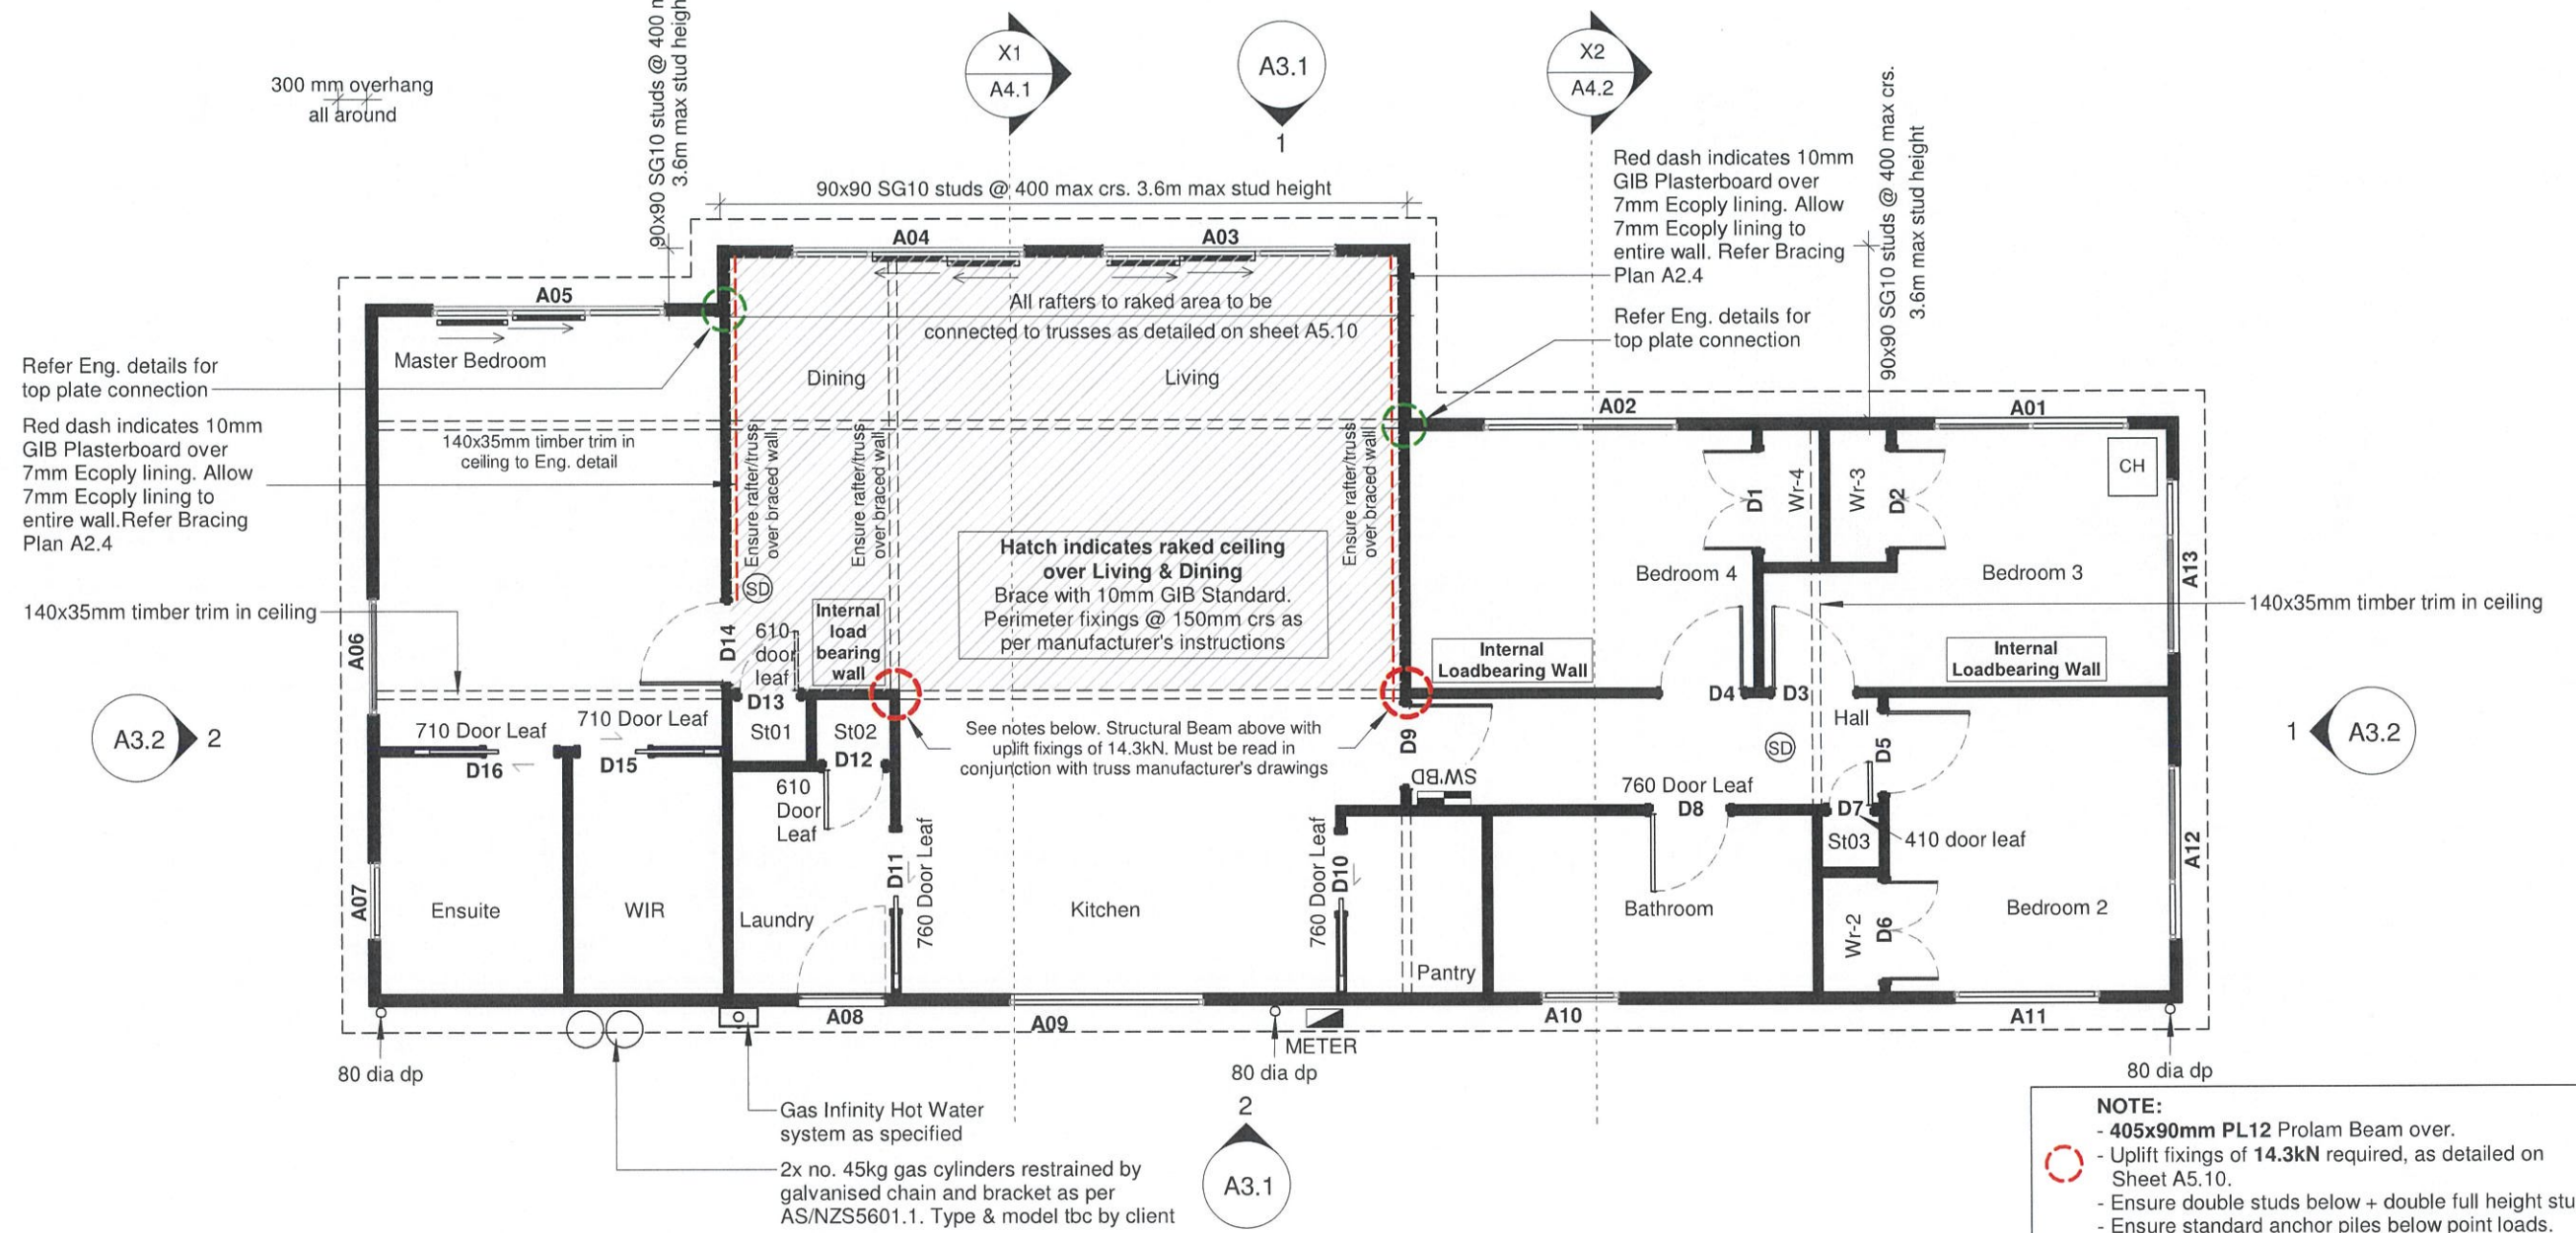 300 mm overhang
all around
90x90 SG10 studs @ 400
3.6m max stud
X1
A4.1
A3.1
1
X2
A4.2
90x90 SG10 studs @ 400 max crs. 3.6m max stud height
Red dash indicates 10mm
GIB Plasterboard over
7mm Ecoply lining. Allow
7mm Ecoply lining to
entire wall. Refer Bracing
Plan A2.4
90x90 SG10 studs @ 400 max crs.
3.6m max stud height
Refer Eng. details for
top plate connection
A05
A04
A03
A02
A01
All rafters to raked area to be
connected to trusses as detailed on sheet A5.10
Master Bedroom
Dining
Living
Refer Eng. details for
top plate connection
Red dash indicates 10mm
GIB Plasterboard over
7mm Ecoply lining. Allow
7mm Ecoply lining to
entire wall.Refer Bracing
Plan A2.4
140x35mm timber trim in
ceiling to Eng. detail
Ensure rafter/truss
over braced wall
Ensure rafter/truss
over braced wall
Ensure rafter/truss
over braced wall
D1
Wr-4
Wr-3
D2
CH
Hatch indicates raked ceiling
over Living & Dining
Brace with 10mm GIB Standard.
Perimeter fixings @ 150mm crs as
per manufacturer's instructions
Bedroom 4
Bedroom 3
A13
SD
140x35mm timber trim in ceiling
140x35mm timber trim in ceiling
A06
D14
610
door
leaf
Internal
load
bearing
wall
Internal
Loadbearing Wall
Internal
Loadbearing Wall
D13
D4
D3
A3.2
2
710 Door Leaf
710 Door Leaf
St01
St02
See notes below. Structural Beam above with
uplift fixings of 14.3kN. Must be read in
conjunction with truss manufacturer's drawings
D9
Hall
SD
D5
1
A3.2
D16
D15
D12
SW.BD
610
Door
Leaf
760 Door Leaf
D8
D7
St03
410 door leaf
A12
D11
760 Door Leaf
760 Door Leaf
D10
A07
Ensuite
WIR
Laundry
Kitchen
Pantry
Bathroom
Wr-2
D6
Bedroom 2
A08
A09
A10
A11
METER
80 dia dp
80 dia dp
80 dia dp
Gas Infinity Hot Water
system as specified
2x no. 45kg gas cylinders restrained by
galvanised chain and bracket as per
AS/NZS5601.1. Type & model tbc by client
2
A3.1
NOTE:
- 405x90mm PL12 Prolam Beam over.
- Uplift fixings of 14.3kN required, as detailed on
Sheet A5.10.
- Ensure double studs below + double full height
- Ensure standard anchor piles below point loads.